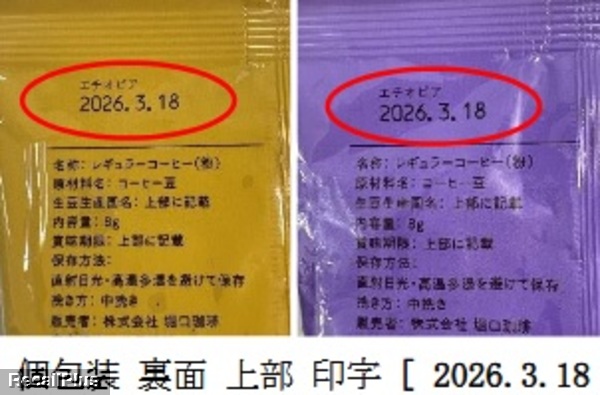 エチオピア
2026.3.18
名称:レギュラーコーヒー(粉)
原材料名:コーヒー豆
生豆生産国名:上部に記載
内容量:8g
賞味期限:上部に記載
保存方法:
直射日光・高温多湿を避けて保存
挽き方:中挽き
販売者:株式会社 堀口珈琲
エチオピア
2026.3.18
名称:レギュラーコーヒー(粉)
原材料名:コーヒー豆
生豆生産国名:上部に記載
内容量:8g
賞味期限:上部に記載
保存方法:
直射日光・高温多湿を避けて保存
挽き方:中挽き
販売者:株式会社 堀口珈琲
個包装 裏面 上部 印字 [ 2026.3.18
Recall Plus